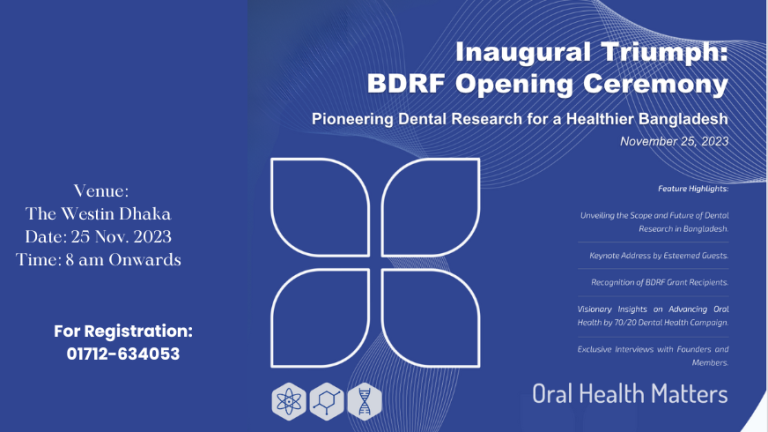 Inaugural Triumph:
BDRF Opening Ceremony
Pioneering Dental Research for a Healthier Bangladesh
November 25, 2023
Venue:
The Westin Dhaka
Date: 25 Nov. 2023
Time: 8 am Onwards
For Registration:
01712-634053
Feature Highlights:
Unveiling the Scope and Future of Dental
Research in Bangladesh.
Keynote Address by Esteemed Guests.
Recognition of BDRF Grant Recipients.
Visionary Insights on Advancing Oral
Health by 70/20 Dental Health Campaign.
Exclusive Interviews with Founders and
Members.
Oral Health Matters